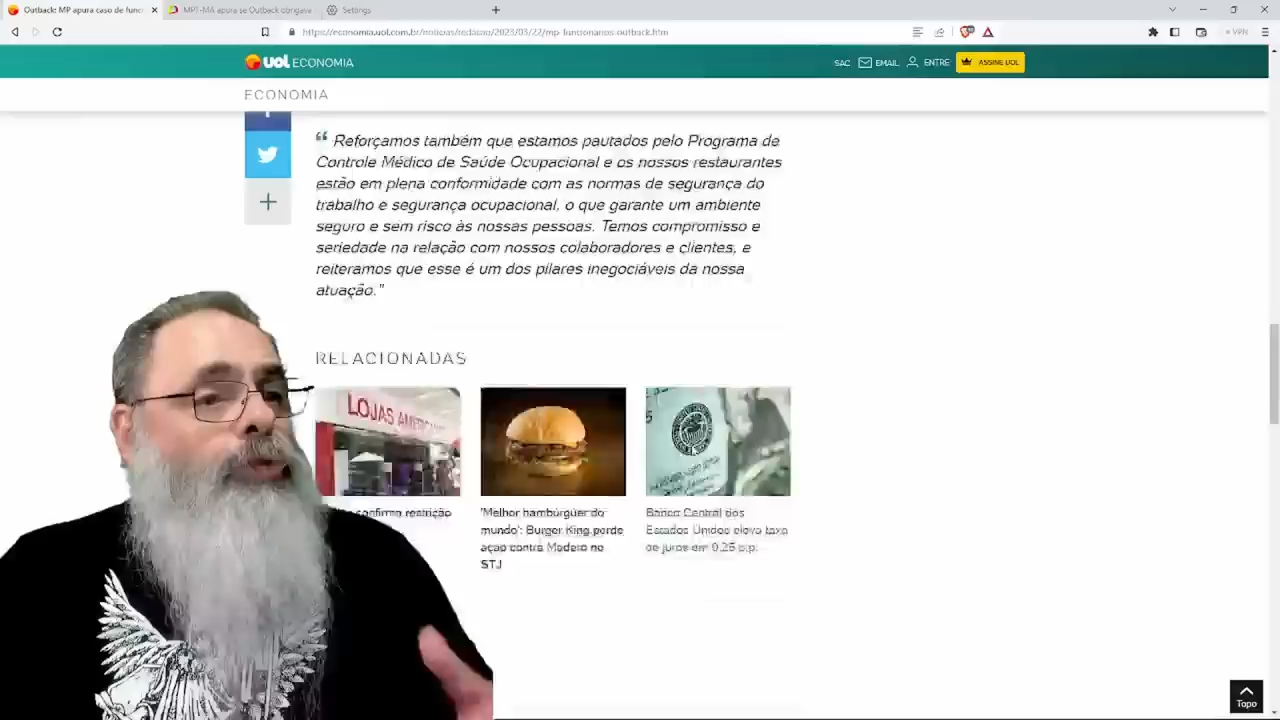 Outback: MP apura caso de func
MPT-MA apura se Outback obrigava
Settings
https://economia.uol.com.br/noticias/redacao/2023/03/22/mp-funcionarios-outback.htm
VPN
UOL ECONOMIA
SAC
EMAIL
ENTRE
ASSINE UOL
ECONOMIA
“ Reforçamos também que estamos pautados pelo Programa de
Controle Médico de Saúde Ocupacional e os nossos restaurantes
estão em plena conformidade com as normas de segurança do
trabalho e segurança ocupacional, o que garante um ambiente
seguro e sem risco às nossas pessoas. Temos compromisso e
seriedade na relação com nossos colaboradores e clientes, e
reiteramos que esse é um dos pilares inegociáveis da nossa
atuação."
RELACIONADAS
LOJAS AMERI
confirma restrição
'Melhor hambúrguer do
mundo': Burger King perde
ação contra Madero no
STJ
Banco Central dos
Estados Unidos eleva taxa
de juros em 0,25 p.p.
Topo